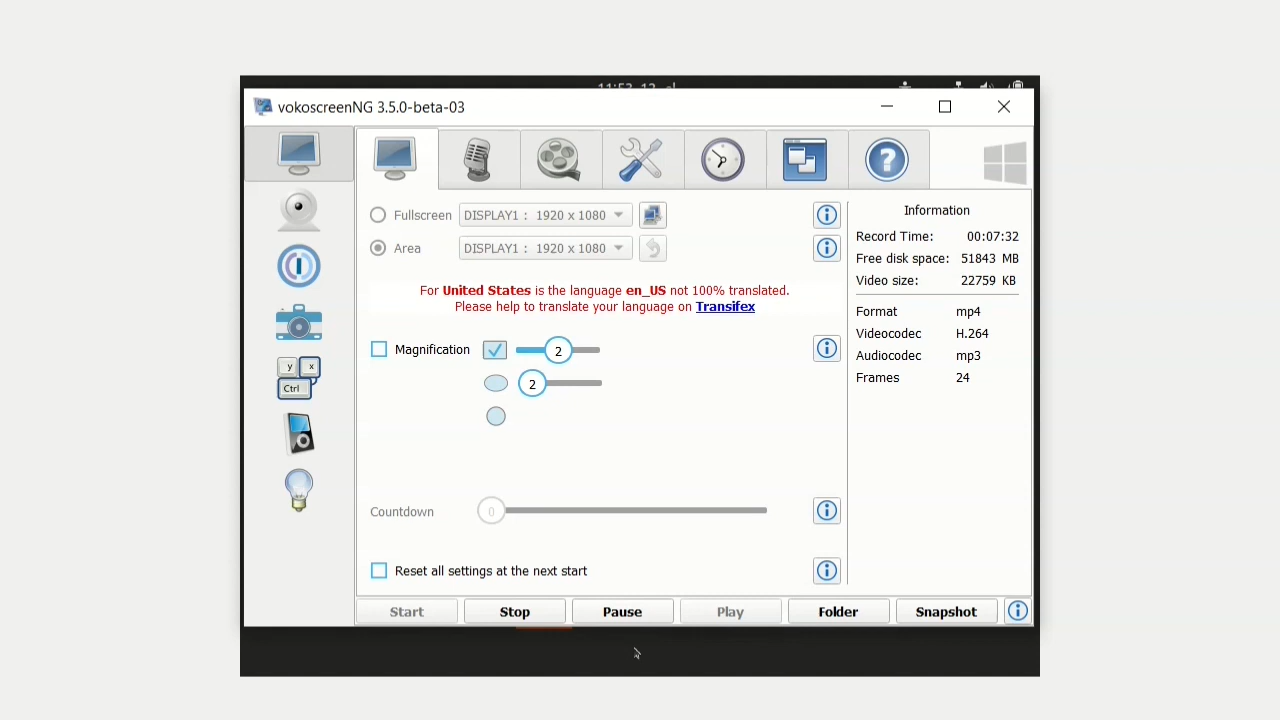 vokoscreenNG 3.5.0-beta-03
Fullscreen DISPLAY1 : 1920 x 1080
Area DISPLAY1 : 1920 x 1080
For United States is the language en_US not 100% translated.
Please help to translate your language on Transifex
Magnification 2
2
Countdown 0
Reset all settings at the next start
Information
Record Time: 00:07:32
Free disk space: 51843 MB
Video size: 22759 KB
Format mp4
Videocodec H.264
Audiocodec mp3
Frames 24
y x
Ctrl
Start Stop Pause Play Folder Snapshot